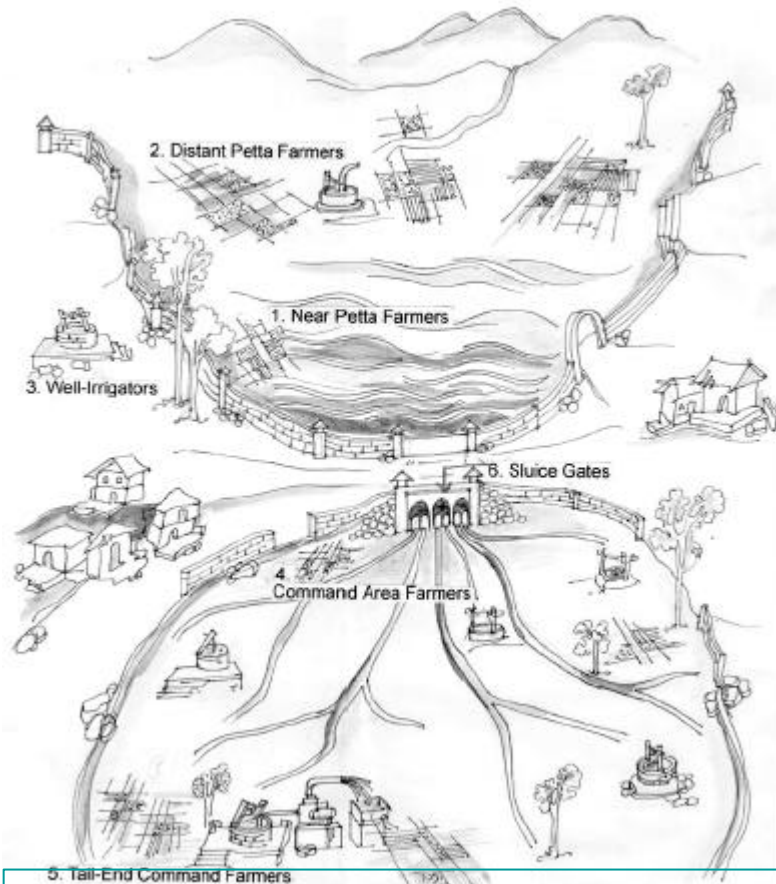 2. Distant Petta Farmers
1. Near Petta Farmers
3. Well-Irrigators
6. Sluice Gates
4.
Command Area Farmers
5. Tail-End Command Farmers